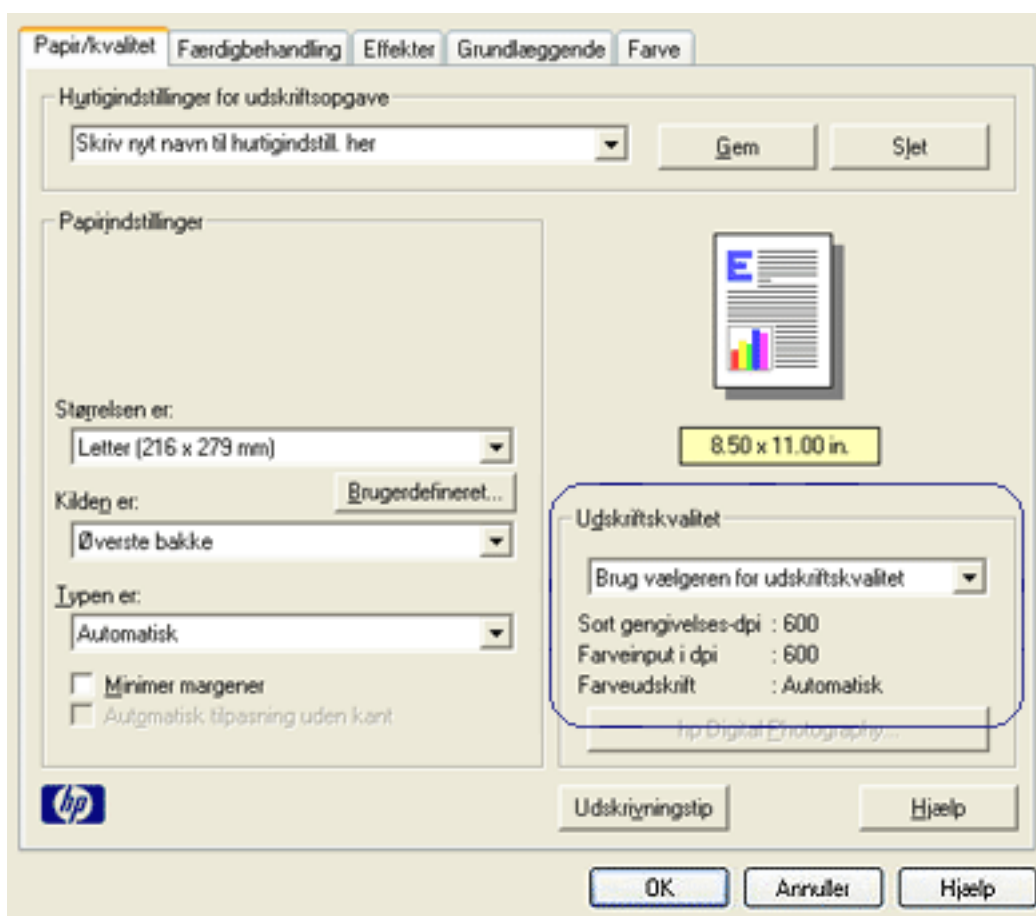 Papir/kvalitet Færdigbehandling Effekter Grundlæggende Farve
Hurtigindstillinger for udskriftsopgave
Skriv nyt navn til hurtigindstill. her
Gem
Slet
Papirindstillinger
E
8.50 x 11.00 in.
Størrelsen er:
Letter (216 x 279 mm)
Brugerdefineret...
Kilden er:
Øverste bakke
Typen er:
Automatisk
Minimer margener
Automatisk tilpasning uden kant
Udskriftskvalitet
Brug vælgeren for udskriftskvalitet
Sort gengivelses-dpi : 600
Farveinput i dpi : 600
Farveudskrift : Automatisk
hp Digital Photography...
hp
Udskrivningstip
Hjælp
OK
Annuller
Hjælp